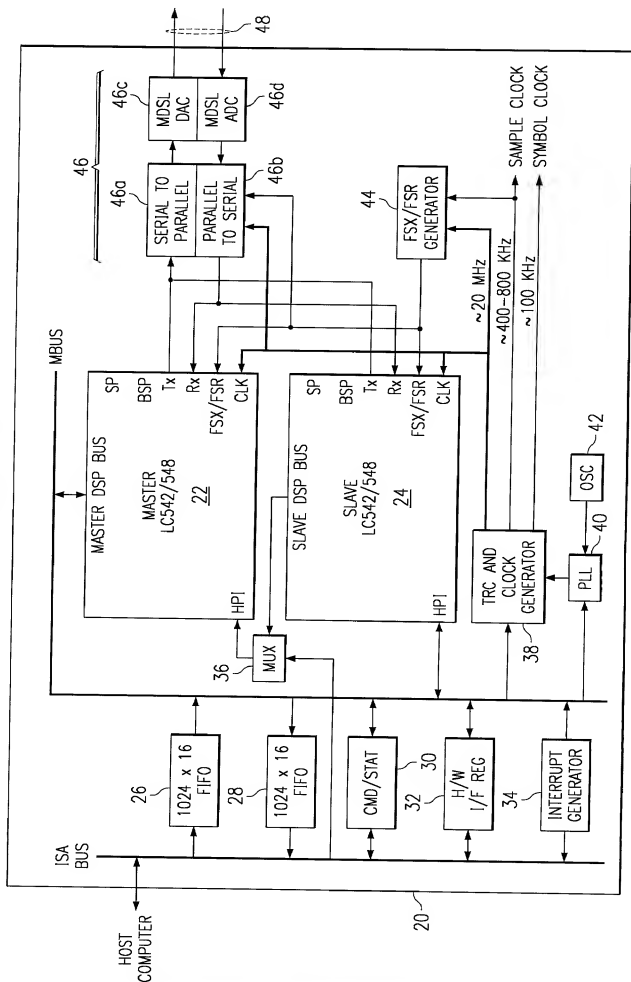 HOST
COMPUTER
20
ISA
BUS
26
1024 x 16
FIFO
28
1024 x 16
FIFO
CMD/STAT
30
32
H/W
I/F REG
34
INTERRUPT
GENERATOR
MBUS
36
MUX
MASTER DSP BUS
MASTER
LC542/548
22
HPI
SP
BSP
Tx
Rx
FSX/FSR
CLK
SLAVE DSP BUS
SLAVE
LC542/548
24
HPI
SP
BSP
Tx
Rx
FSX/FSR
CLK
TRC AND
CLOCK
GENERATOR
38
PLL
40
OSC
42
46
46a
SERIAL TO
PARALLEL
PARALLEL
TO SERIAL
46b
46c
MDSL
DAC
MDSL
ADC
46d
48
44
FSX/FSR
GENERATOR
~20 MHz
~400-800 KHz
~100 KHz
SAMPLE CLOCK
SYMBOL CLOCK